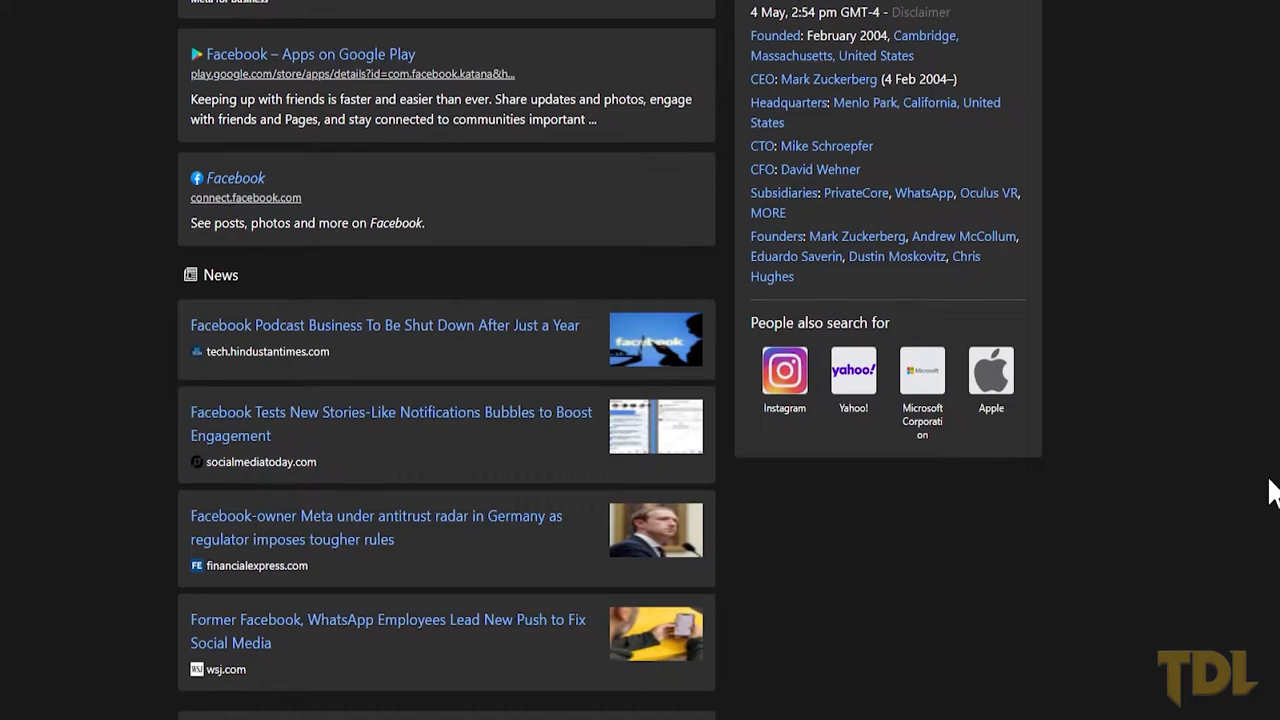 Meta for Business
Facebook – Apps on Google Play
play.google.com/store/apps/details?id=com.facebook.katana&h...
Keeping up with friends is faster and easier than ever. Share updates and photos, engage
with friends and Pages, and stay connected to communities important ...
Facebook
connect.facebook.com
See posts, photos and more on Facebook.
News
Facebook Podcast Business To Be Shut Down After Just a Year
tech.hindustantimes.com
facebook
Facebook Tests New Stories-Like Notifications Bubbles to Boost
Engagement
socialmediatoday.com
Facebook-owner Meta under antitrust radar in Germany as
regulator imposes tougher rules
FE financialexpress.com
Former Facebook, WhatsApp Employees Lead New Push to Fix
Social Media
WSJ wsj.com
4 May, 2:54 pm GMT-4 - Disclaimer
Founded: February 2004, Cambridge,
Massachusetts, United States
CEO: Mark Zuckerberg (4 Feb 2004–)
Headquarters: Menlo Park, California, United
States
CTO: Mike Schroepfer
CFO: David Wehner
Subsidiaries: PrivateCore, WhatsApp, Oculus VR,
MORE
Founders: Mark Zuckerberg, Andrew McCollum,
Eduardo Saverin, Dustin Moskovitz, Chris
Hughes
People also search for
yahoo!
Microsoft
Instagram
Yahoo!
Microsoft
Corporati
on
Apple
TDL